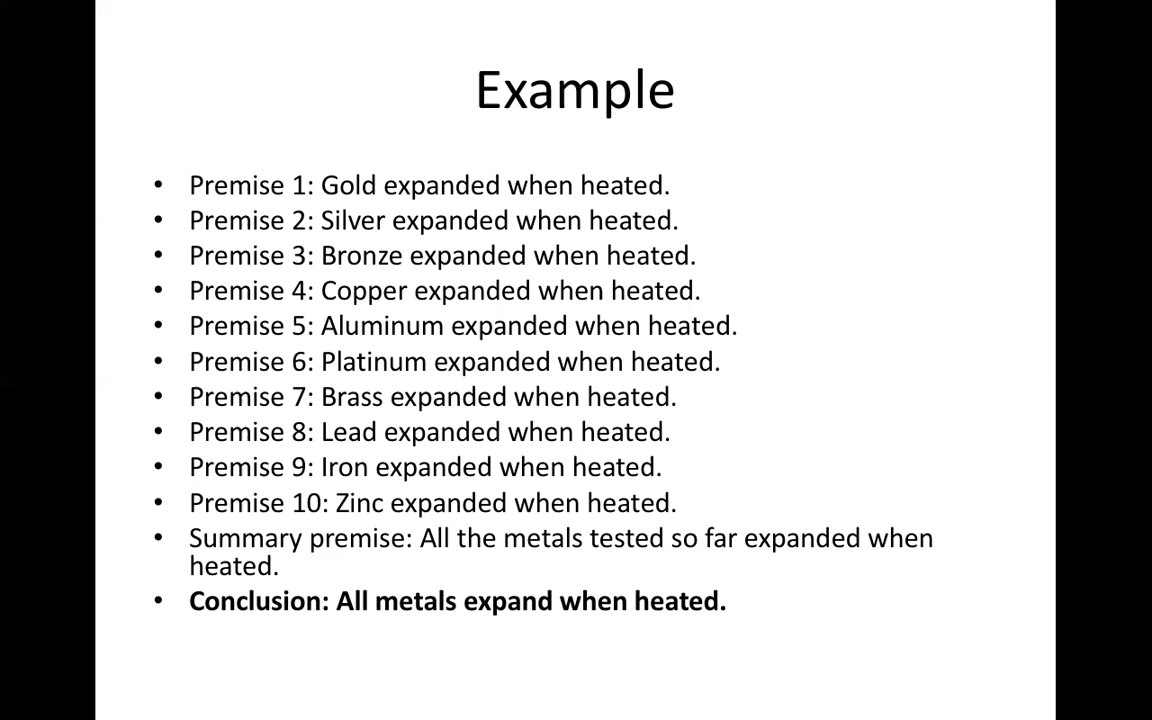 Example
• Premise 1: Gold expanded when heated.
• Premise 2: Silver expanded when heated.
• Premise 3: Bronze expanded when heated.
• Premise 4: Copper expanded when heated.
• Premise 5: Aluminum expanded when heated.
• Premise 6: Platinum expanded when heated.
• Premise 7: Brass expanded when heated.
• Premise 8: Lead expanded when heated.
• Premise 9: Iron expanded when heated.
• Premise 10: Zinc expanded when heated.
• Summary premise: All the metals tested so far expanded when
heated.
• Conclusion: All metals expand when heated.